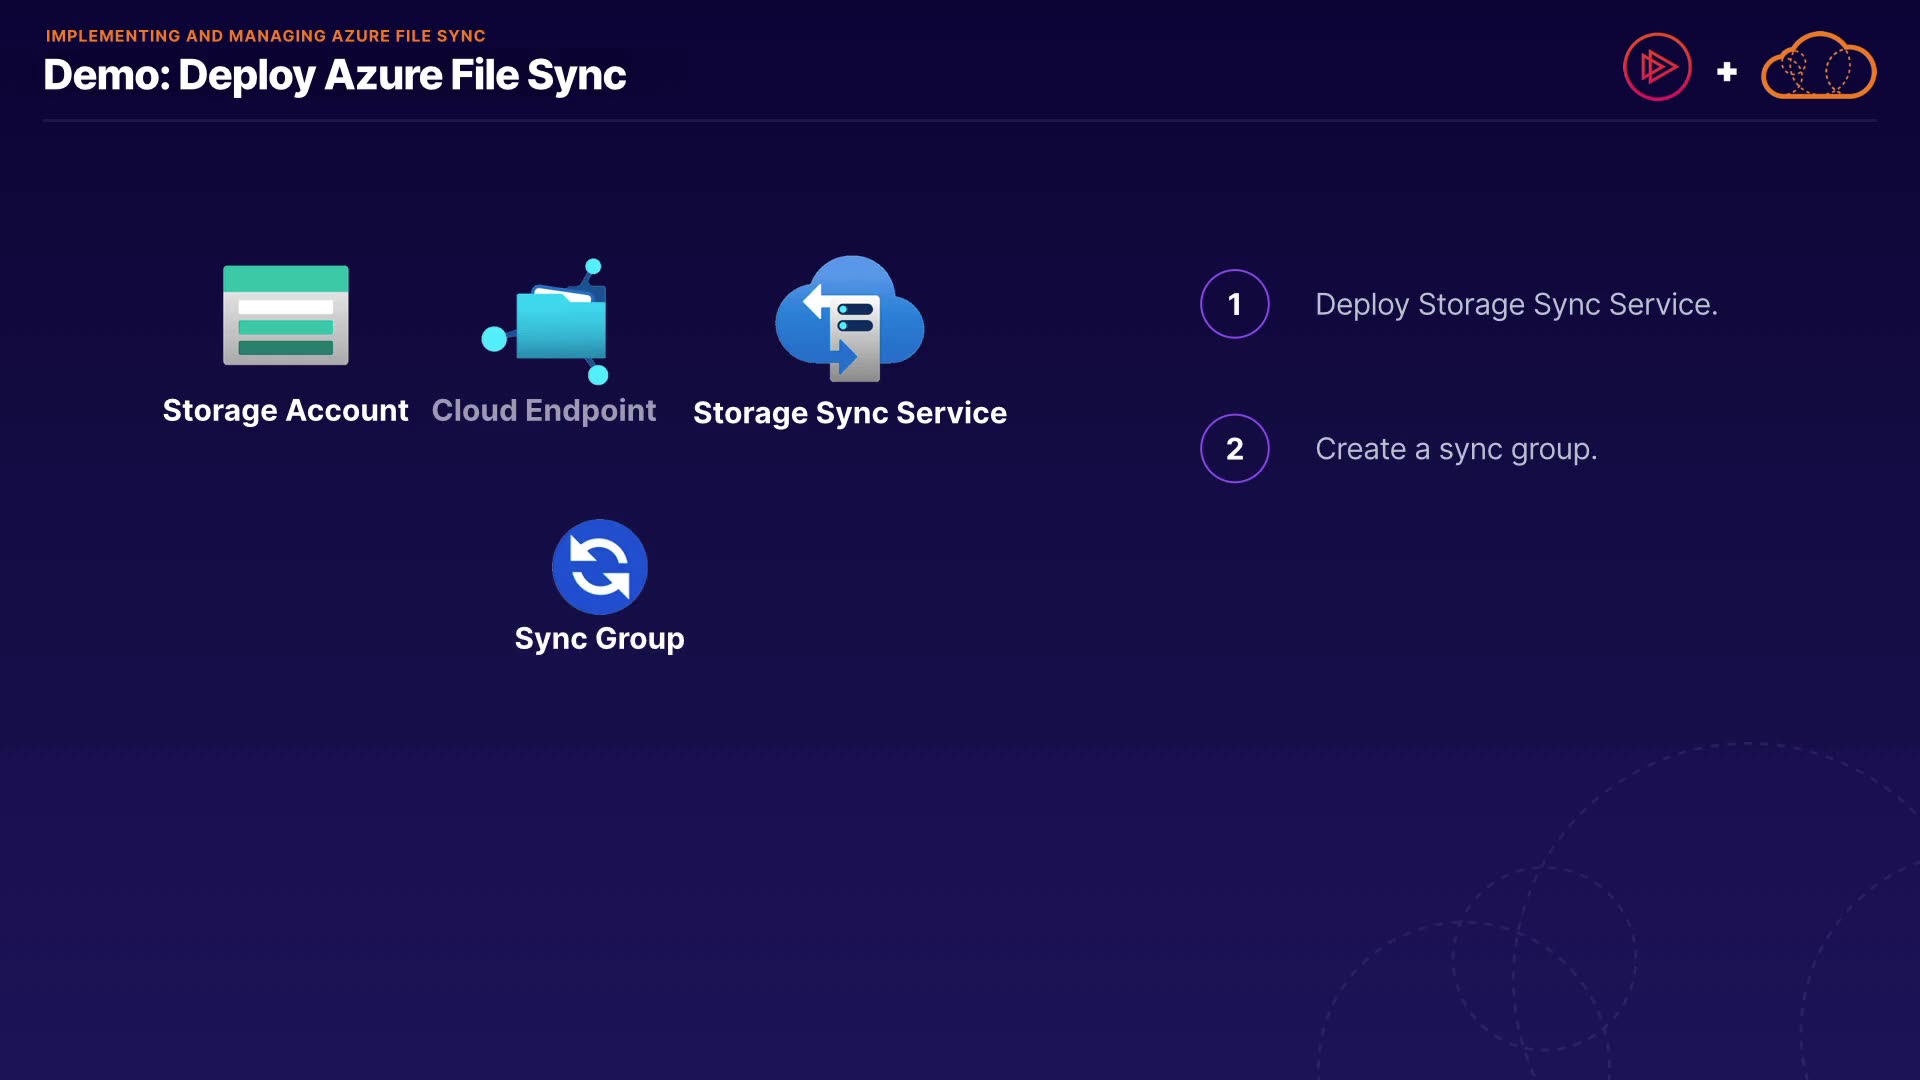 IMPLEMENTING AND MANAGING AZURE FILE SYNC
Demo: Deploy Azure File Sync
+
Storage Account
Cloud Endpoint
Storage Sync Service
Sync Group
1 Deploy Storage Sync Service.
2 Create a sync group.